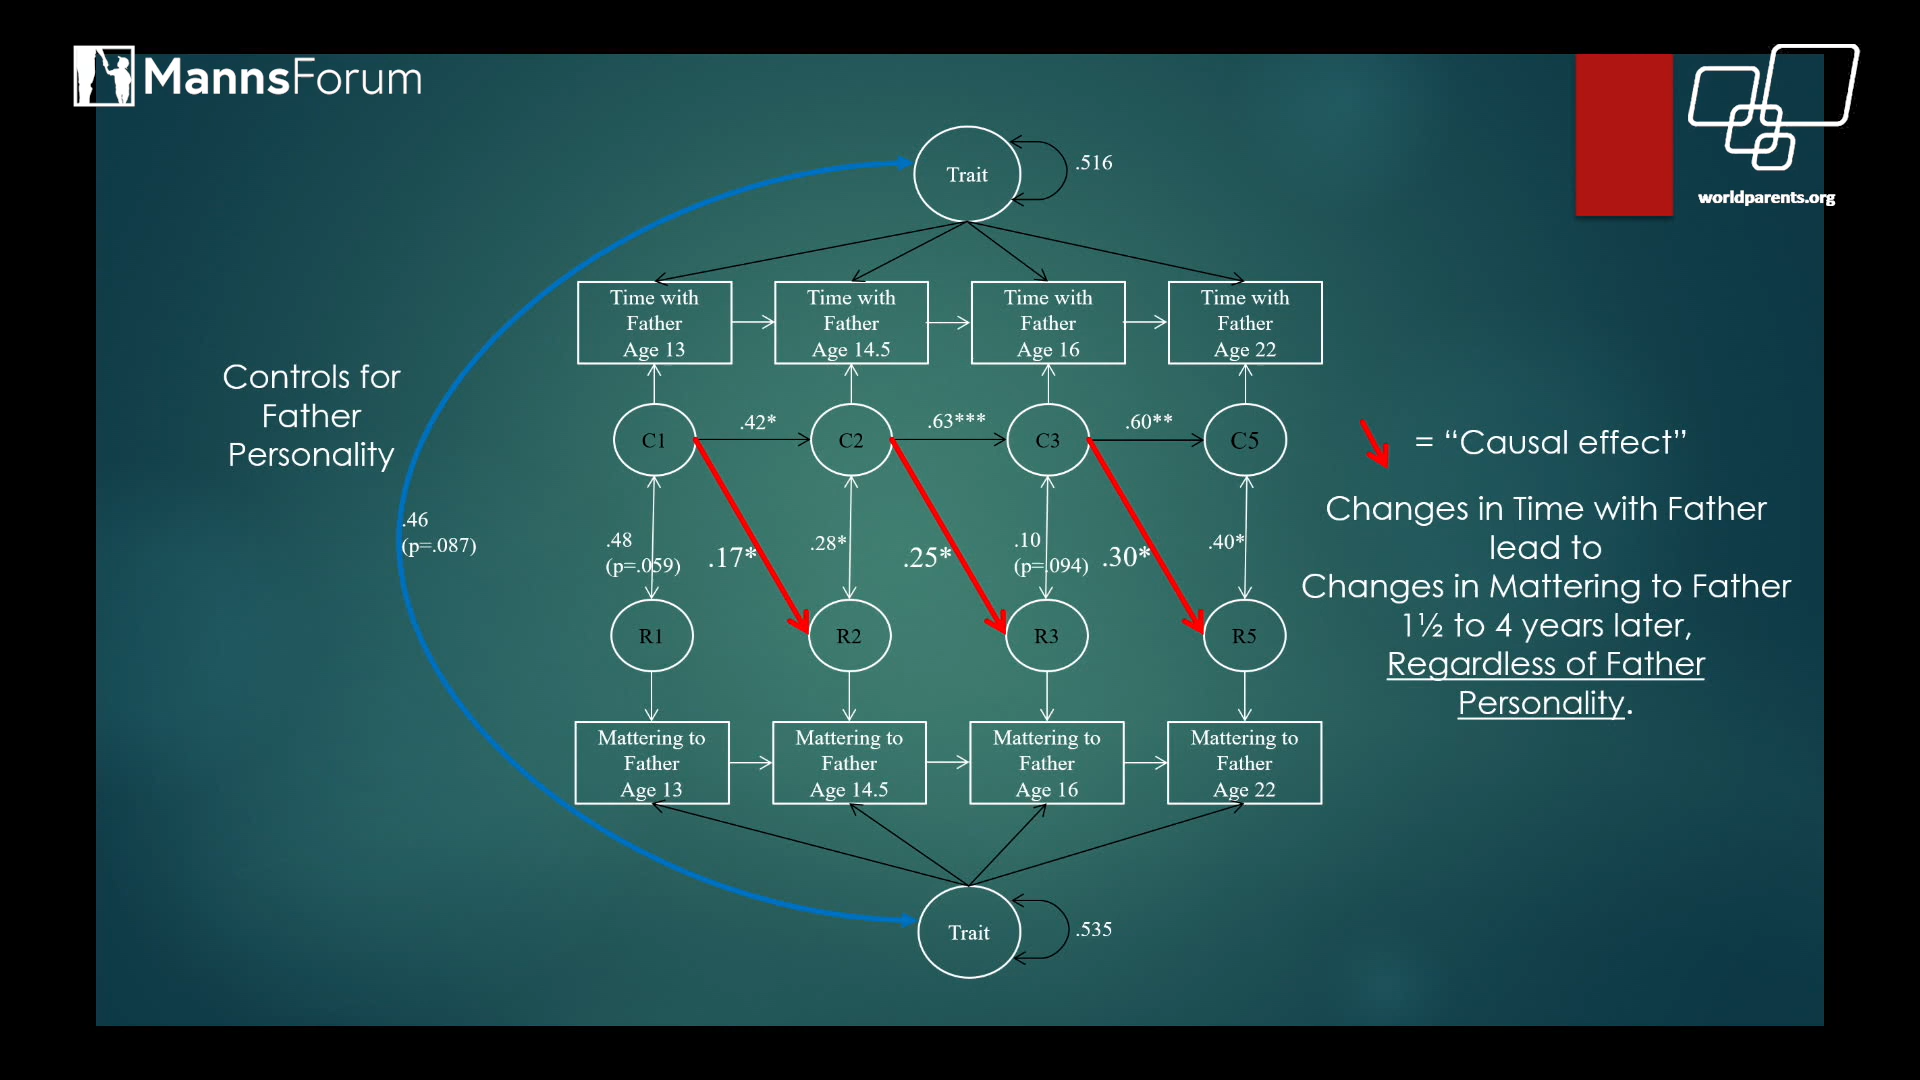 MannsForum
worldparents.org
Trait
.516
Time with
Father
Age 13
Time with
Father
Age 14.5
Time with
Father
Age 16
Time with
Father
Age 22
Controls for
Father
Personality
C1
.42*
C2
.63***
C3
.60**
C5
= “Causal effect”
Changes in Time with Father
lead to
Changes in Mattering to Father
1½ to 4 years later,
Regardless of Father
Personality.
.46
(p=.087)
.48
(p=.059)
.17*
.28*
.25*
.10
(p=.094)
.30*
.40*
R1
R2
R3
R5
Mattering to
Father
Age 13
Mattering to
Father
Age 14.5
Mattering to
Father
Age 16
Mattering to
Father
Age 22
Trait
.535